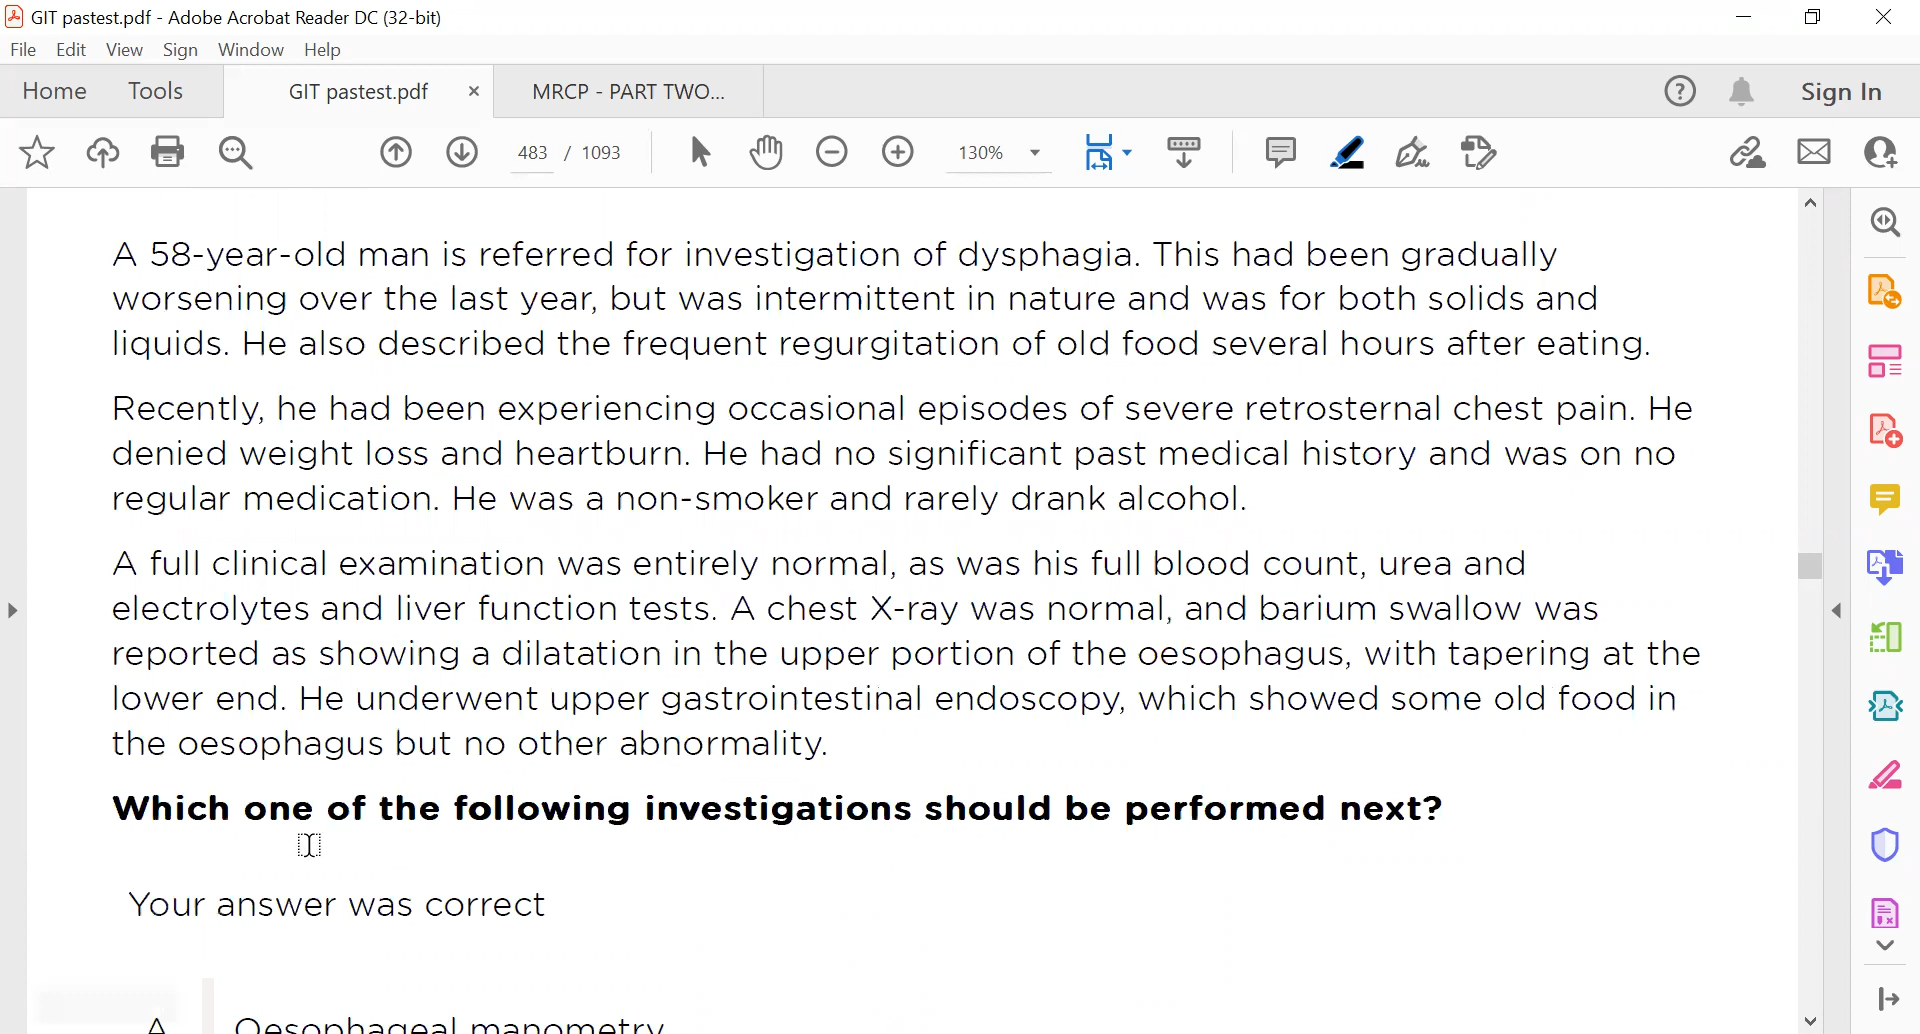 GIT pastest.pdf - Adobe Acrobat Reader DC (32-bit)
File Edit View Sign Window Help
Home Tools GIT pastest.pdf × MRCP - PART TWO... Sign In
483 / 1093 130%
A 58-year-old man is referred for investigation of dysphagia. This had been gradually
worsening over the last year, but was intermittent in nature and was for both solids and
liquids. He also described the frequent regurgitation of old food several hours after eating.
Recently, he had been experiencing occasional episodes of severe retrosternal chest pain. He
denied weight loss and heartburn. He had no significant past medical history and was on no
regular medication. He was a non-smoker and rarely drank alcohol.
A full clinical examination was entirely normal, as was his full blood count, urea and
electrolytes and liver function tests. A chest X-ray was normal, and barium swallow was
reported as showing a dilatation in the upper portion of the oesophagus, with tapering at the
lower end. He underwent upper gastrointestinal endoscopy, which showed some old food in
the oesophagus but no other abnormality.
Which one of the following investigations should be performed next?
Your answer was correct
A Oesophageal manometry